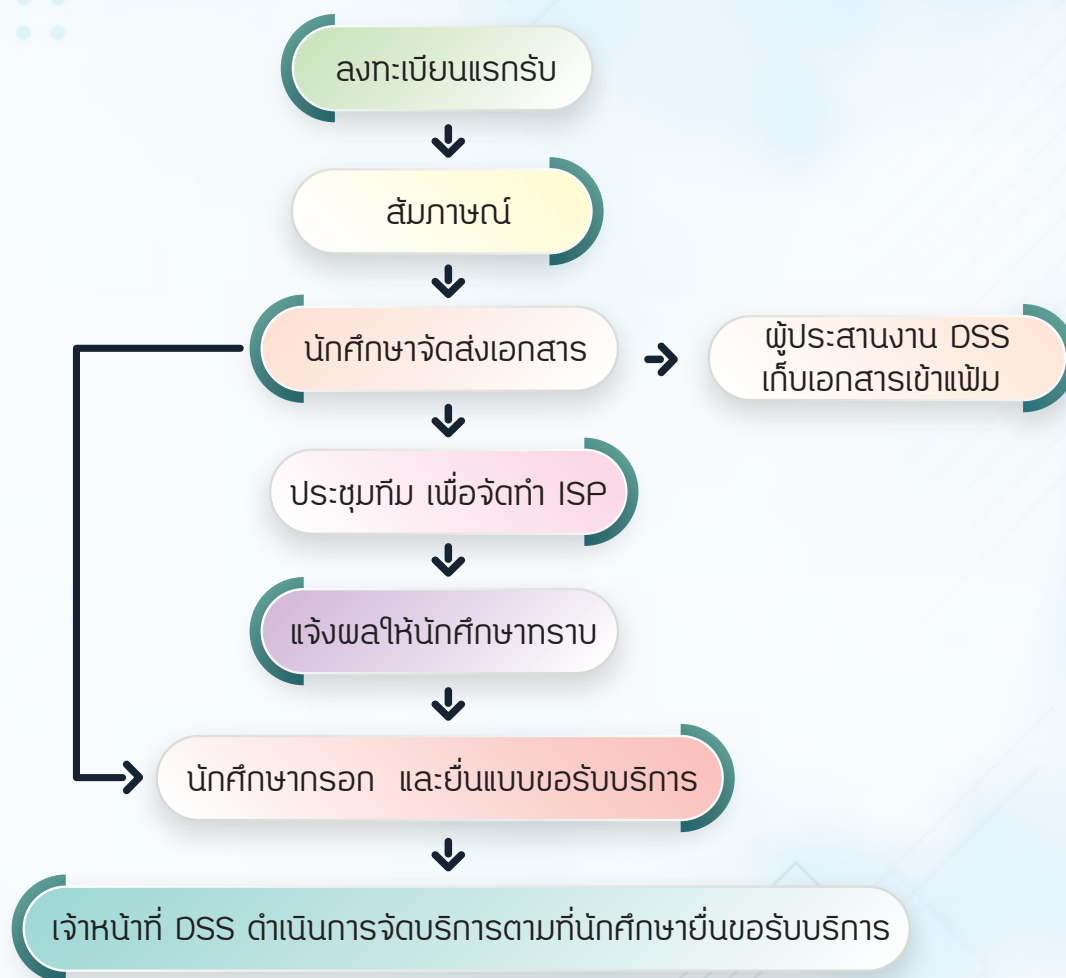 ลงทะเบียนแรกรับ
สัมภาษณ์
นักศึกษาจัดส่งเอกสาร
ผู้ประสานงาน DSS
เก็บเอกสารเข้าแฟ้ม
ประชุมทีม เพื่อจัดทำ ISP
แจ้งผลให้นักศึกษาทราบ
นักศึกษากรอก และยื่นแบบขอรับบริการ
เจ้าหน้าที่ DSS ดำเนินการจัดบริการตามที่นักศึกษายื่นขอรับบริการ